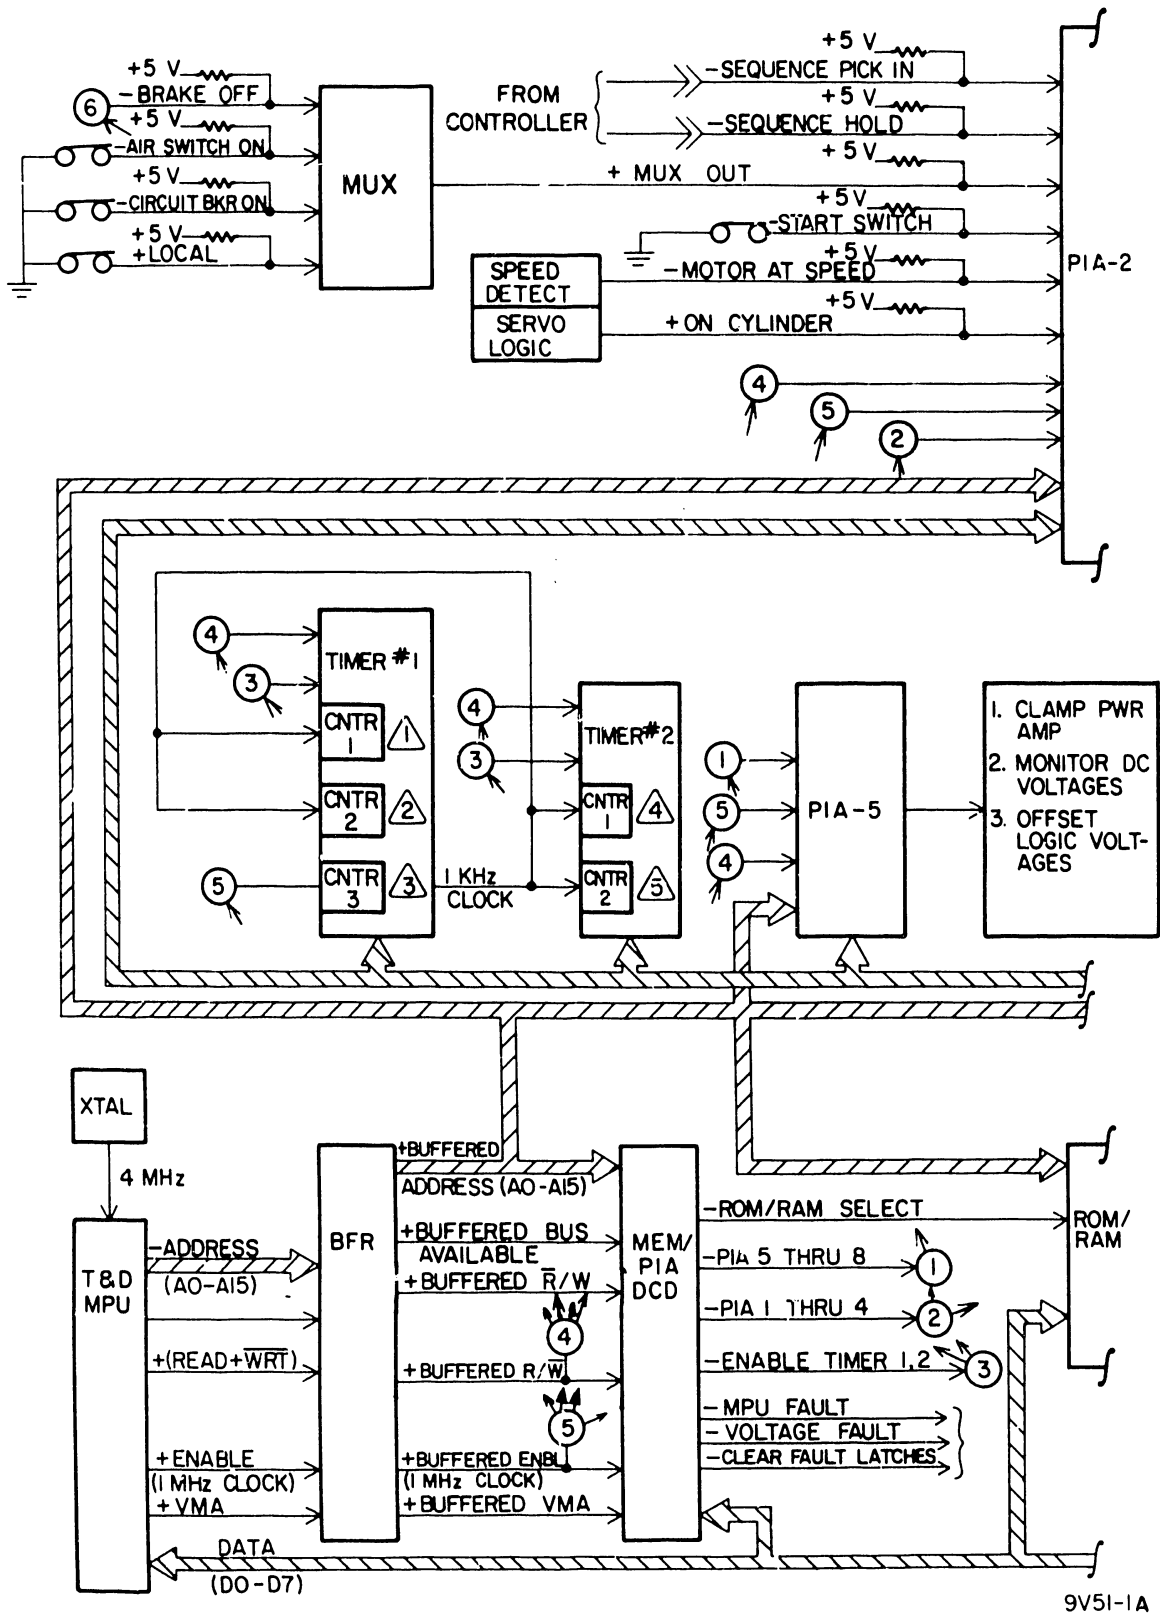 +5 V
-BRAKE OFF
6
+5 V
-AIR SWITCH ON
+5 V
-CIRCUIT BKR ON
+5 V
+LOCAL
MUX
FROM
CONTROLLER
+5 V
-SEQUENCE PICK IN
+5 V
-SEQUENCE HOLD
+5 V
+ MUX OUT
+5 V
-START SWITCH
+5 V
-MOTOR AT SPEED
+5 V
+ON CYLINDER
SPEED
DETECT
SERVO
LOGIC
PIA-2
4
5
2
4
3
TIMER #1
CNTR
1
1
CNTR
2
2
5
CNTR
3
3
1 KHz
CLOCK
4
3
TIMER #2
CNTR
1
4
CNTR
2
5
1
5
4
PIA-5
1. CLAMP PWR
AMP
2. MONITOR DC
VOLTAGES
3. OFFSET
LOGIC VOLT-
AGES
XTAL
4 MHz
T&D
MPU
-ADDRESS
(A0-A15)
+(READ+W̅R̅T̅)
+ENABLE
(1 MHz CLOCK)
+VMA
DATA
(D0-D7)
BFR
+BUFFERED
ADDRESS (A0-A15)
+BUFFERED BUS
AVAILABLE
+BUFFERED R̅/W
4
+BUFFERED R/W̅
5
+BUFFERED ENBL
(1 MHz CLOCK)
+BUFFERED VMA
MEM/
PIA
DCD
-ROM/RAM SELECT
-PIA 5 THRU 8
1
-PIA 1 THRU 4
2
-ENABLE TIMER 1,2
3
-MPU FAULT
-VOLTAGE FAULT
-CLEAR FAULT LATCHES
ROM/
RAM
9V51-1A